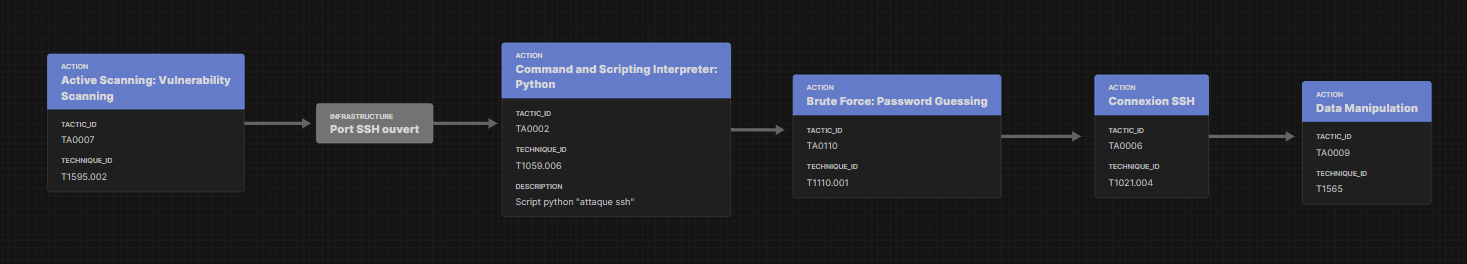 ACTION
Active Scanning: Vulnerability
Scanning
TACTIC_ID
TA0007
TECHNIQUE_ID
T1595.002
INFRASTRUCTURE
Port SSH ouvert
ACTION
Command and Scripting Interpreter:
Python
TACTIC_ID
TA0002
TECHNIQUE_ID
T1059.006
DESCRIPTION
Script python "attaque ssh"
ACTION
Brute Force: Password Guessing
TACTIC_ID
TA0110
TECHNIQUE_ID
T1110.001
ACTION
Connexion SSH
TACTIC_ID
TA0006
TECHNIQUE_ID
T1021.004
ACTION
Data Manipulation
TACTIC_ID
TA0009
TECHNIQUE_ID
T1565